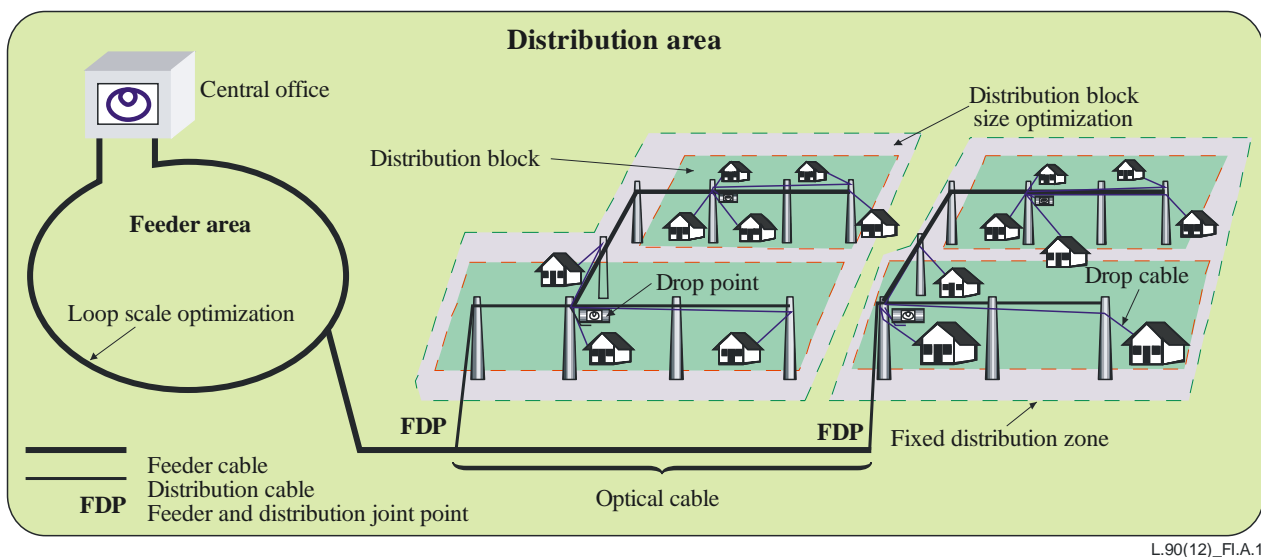 Distribution area
Central office
Distribution block
size optimization
Distribution block
Feeder area
Drop point
Drop cable
Loop scale optimization
FDP
FDP
Fixed distribution zone
Feeder cable
Distribution cable
Optical cable
FDP
Feeder and distribution joint point
L.90(12)_FI.A.1